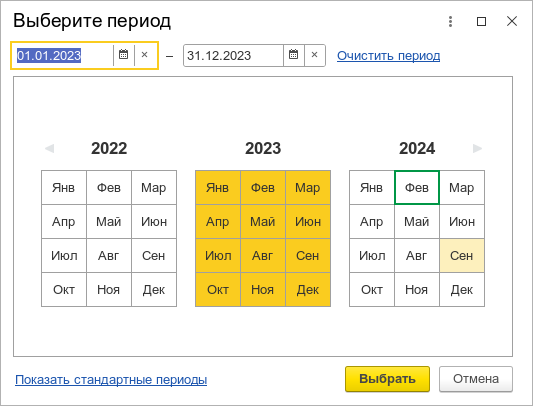 Выберите период
01.01.2023 – 31.12.2023 Очистить период
2022 2023 2024
Янв Фев Мар Янв Фев Мар Янв Фев Мар
Апр Май Июн Апр Май Июн Апр Май Июн
Июл Авг Сен Июл Авг Сен Июл Авг Сен
Окт Ноя Дек Окт Ноя Дек Окт Ноя Дек
Показать стандартные периоды Выбрать Отмена